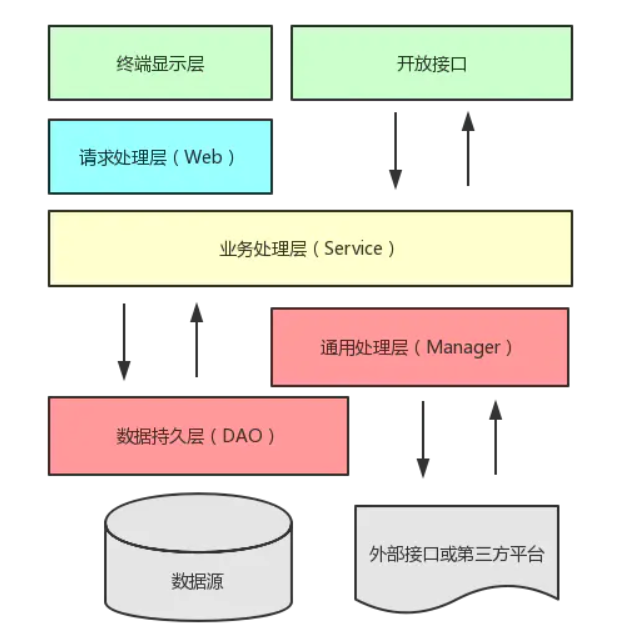 终端显示层
开放接口
请求处理层（Web）
业务处理层（Service）
通用处理层（Manager）
数据持久层（DAO）
外部接口或第三方平台
数据源